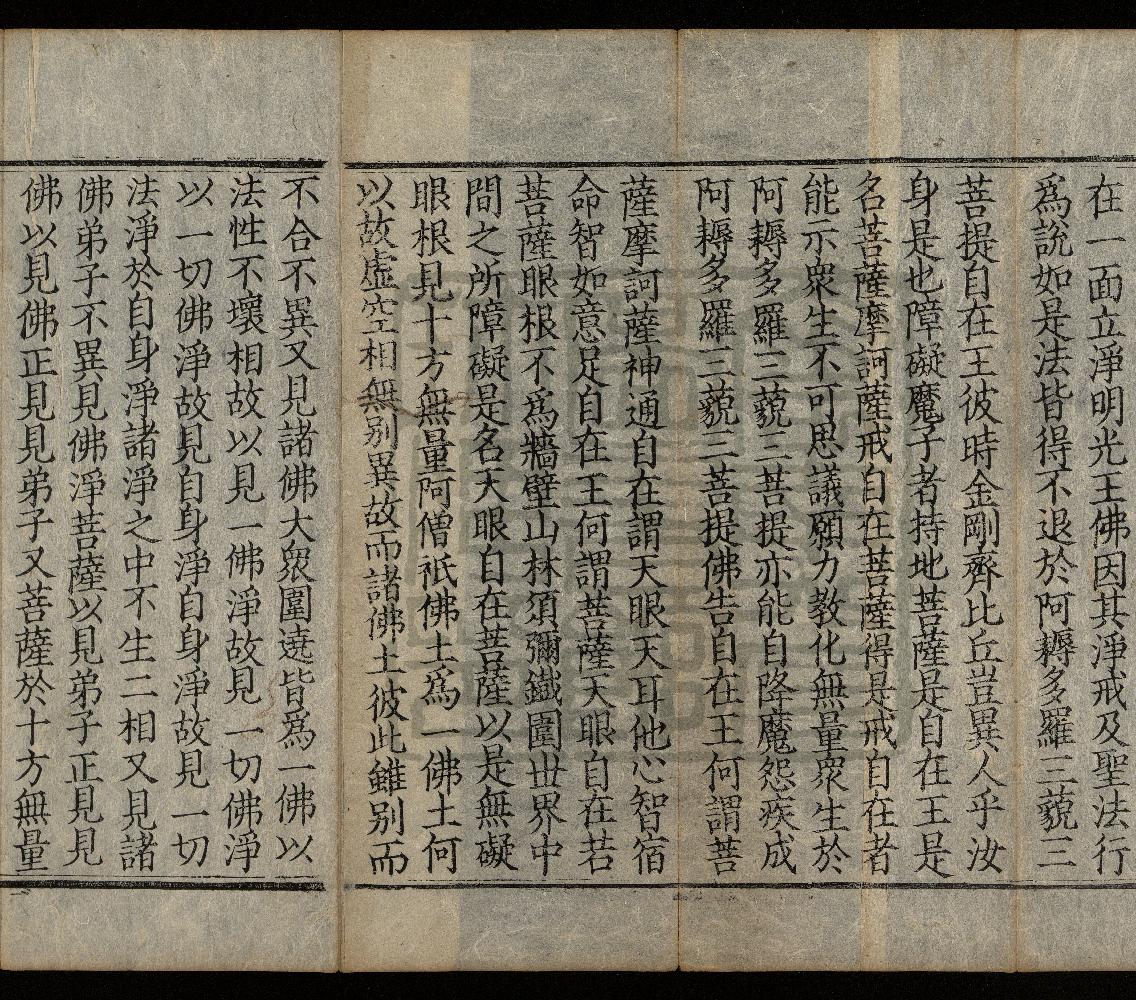 在一面立淨明光王佛因其淨戒及聖法行
爲說如是法皆得不退於阿耨多羅三藐三
菩提自在王彼時金剛齊比丘豈異人乎汝
身是也障礙魔子者持地菩薩是自在王是
名菩薩摩訶薩戒自在菩薩得是戒自在者
能示衆生不可思議願力教化無量衆生於
阿耨多羅三藐三菩提亦能自降魔怨疾成
阿耨多羅三藐三菩提佛告自在王何謂菩
薩摩訶薩神通自在謂天眼天耳他心智宿
命智如意足自在王何謂菩薩天眼自在若
菩薩眼根不爲牆壁山林須彌鐵圍世界中
間之所障礙是名天眼自在菩薩以是無礙
眼根見十方無量阿僧祇佛土爲一佛土何
以故虛空相無別異故而諸佛土彼此雖別而
不合不異又見諸佛大衆圍遶皆爲一佛以
法性不壞相故以見一佛淨故見一切佛淨
以一切佛淨故見自身淨自身淨故見一切
法淨於自身淨諸淨之中不生二相又見諸
佛弟子不異見佛淨菩薩以見弟子正見見
佛以見佛正見見弟子又菩薩於十方無量